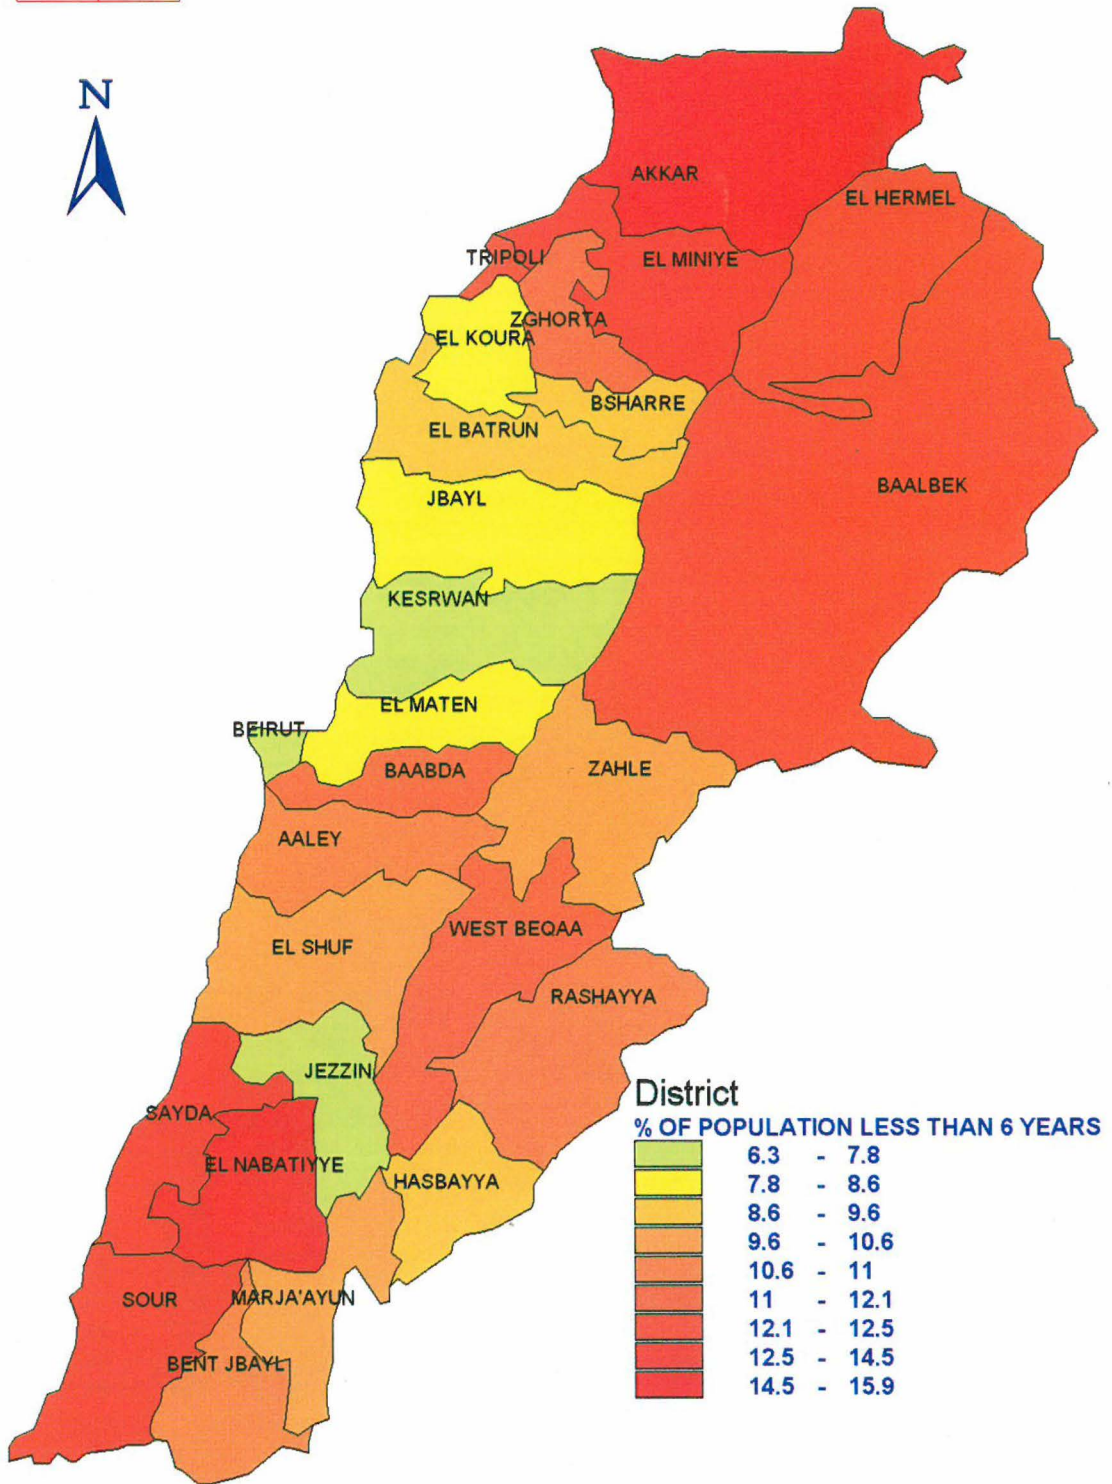 N
AKKAR
EL HERMEL
TRIPOLI
EL MINIYE
ZGHORTA
EL KOURA
BSHARRE
EL BATRUN
BAALBEK
JBAYL
KESRWAN
EL MATEN
BEIRUT
BAABDA
ZAHLE
AALEY
WEST BEQAA
EL SHUF
RASHAYYA
JEZZIN
SAYDA
EL NABATIYYE
HASBAYYA
SOUR
MARJA'AYUN
BENT JBAYL
District
% OF POPULATION LESS THAN 6 YEARS
6.3 - 7.8
7.8 - 8.6
8.6 - 9.6
9.6 - 10.6
10.6 - 11
11 - 12.1
12.1 - 12.5
12.5 - 14.5
14.5 - 15.9